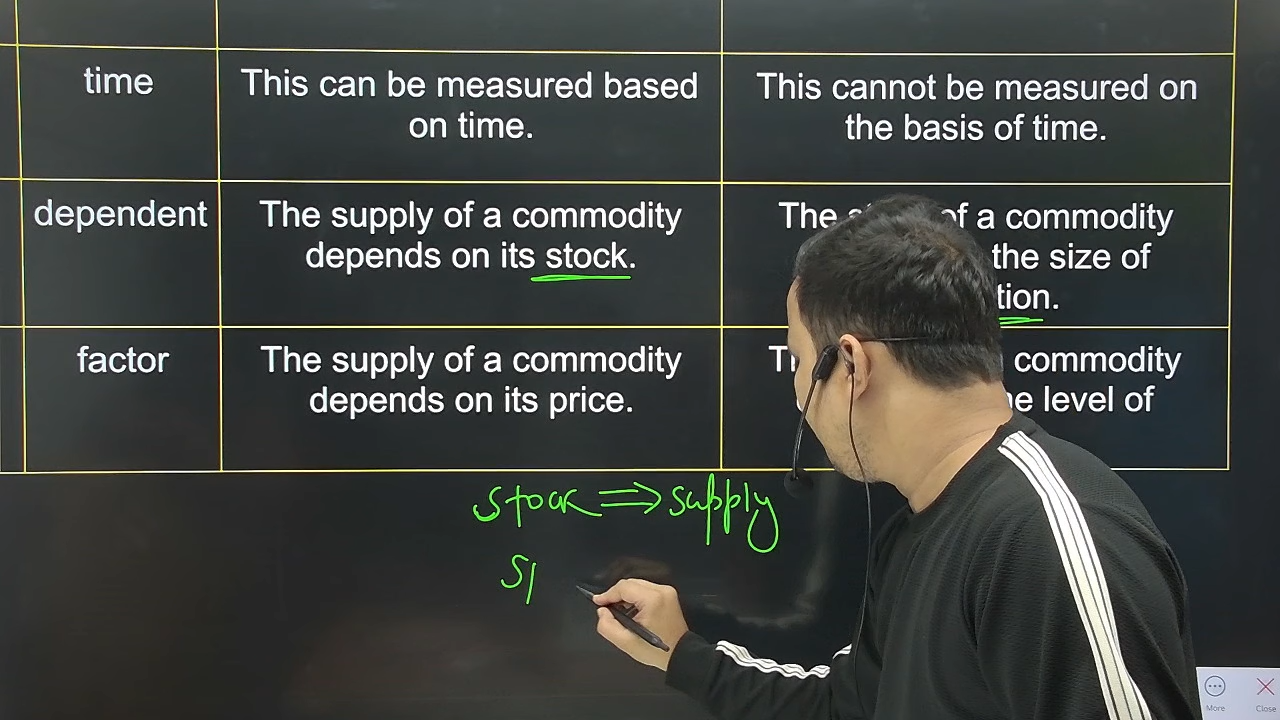 time
This can be measured based
on time.
This cannot be measured on
the basis of time.
dependent
The supply of a commodity
depends on its stock.
The of a commodity
the size of
factor
The supply of a commodity
depends on its price.
commodity
level of
stock ⇒ supply
More
Close